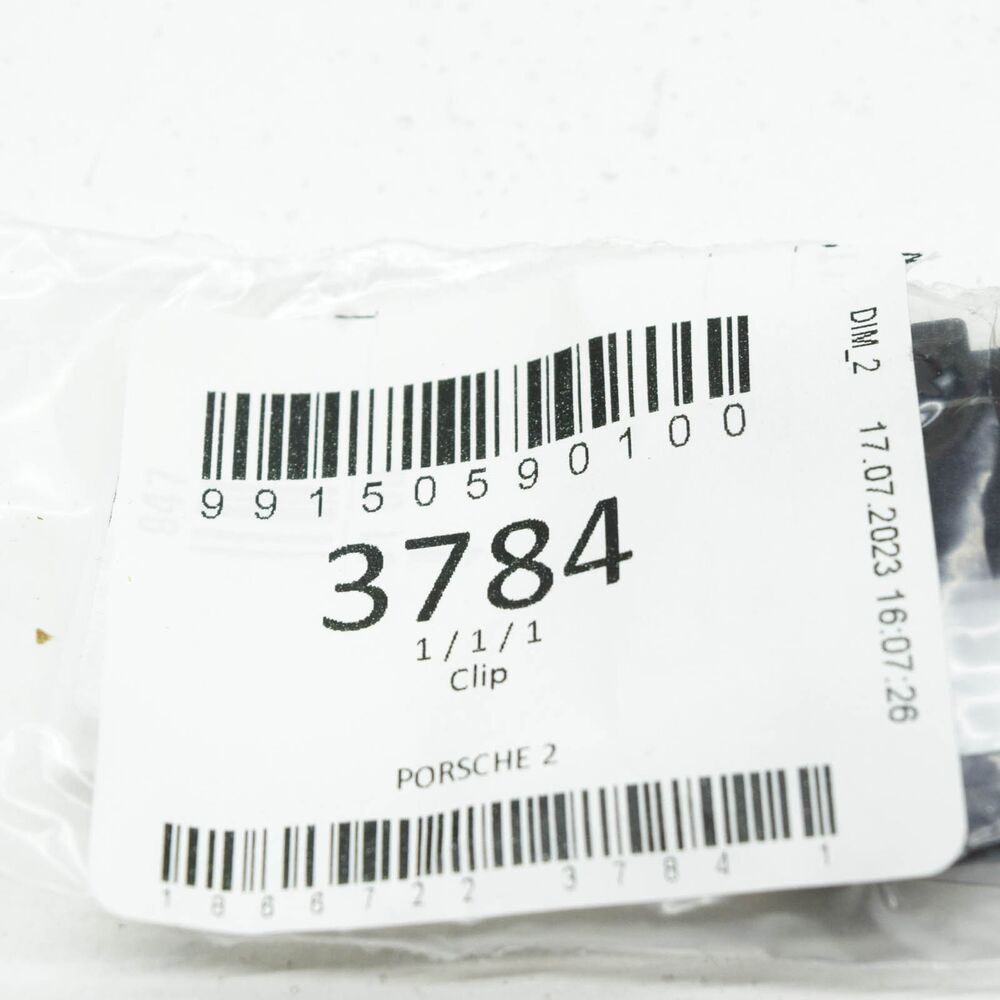 99150590100
3784
1/1/1
Clip
PORSCHE 2
1866722 3784 1
DIM_2 17.07.2023 16:07:26